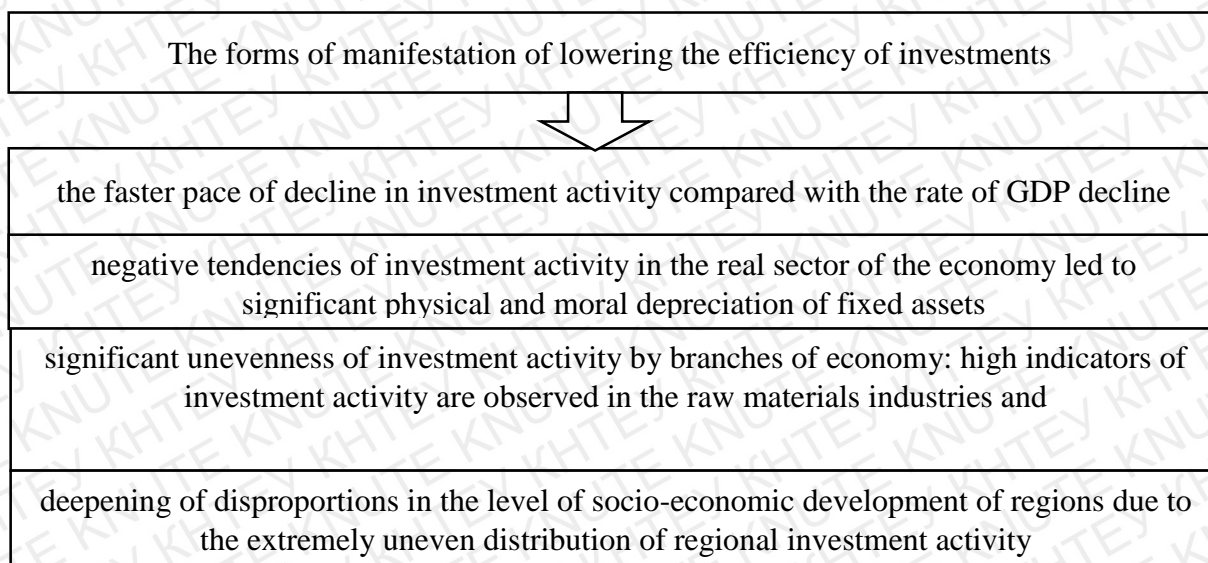 The forms of manifestation of lowering the efficiency of investments
the faster pace of decline in investment activity compared with the rate of GDP decline
negative tendencies of investment activity in the real sector of the economy led to
significant physical and moral depreciation of fixed assets
significant unevenness of investment activity by branches of economy: high indicators of
investment activity are observed in the raw materials industries and
deepening of disproportions in the level of socio-economic development of regions due to
the extremely uneven distribution of regional investment activity